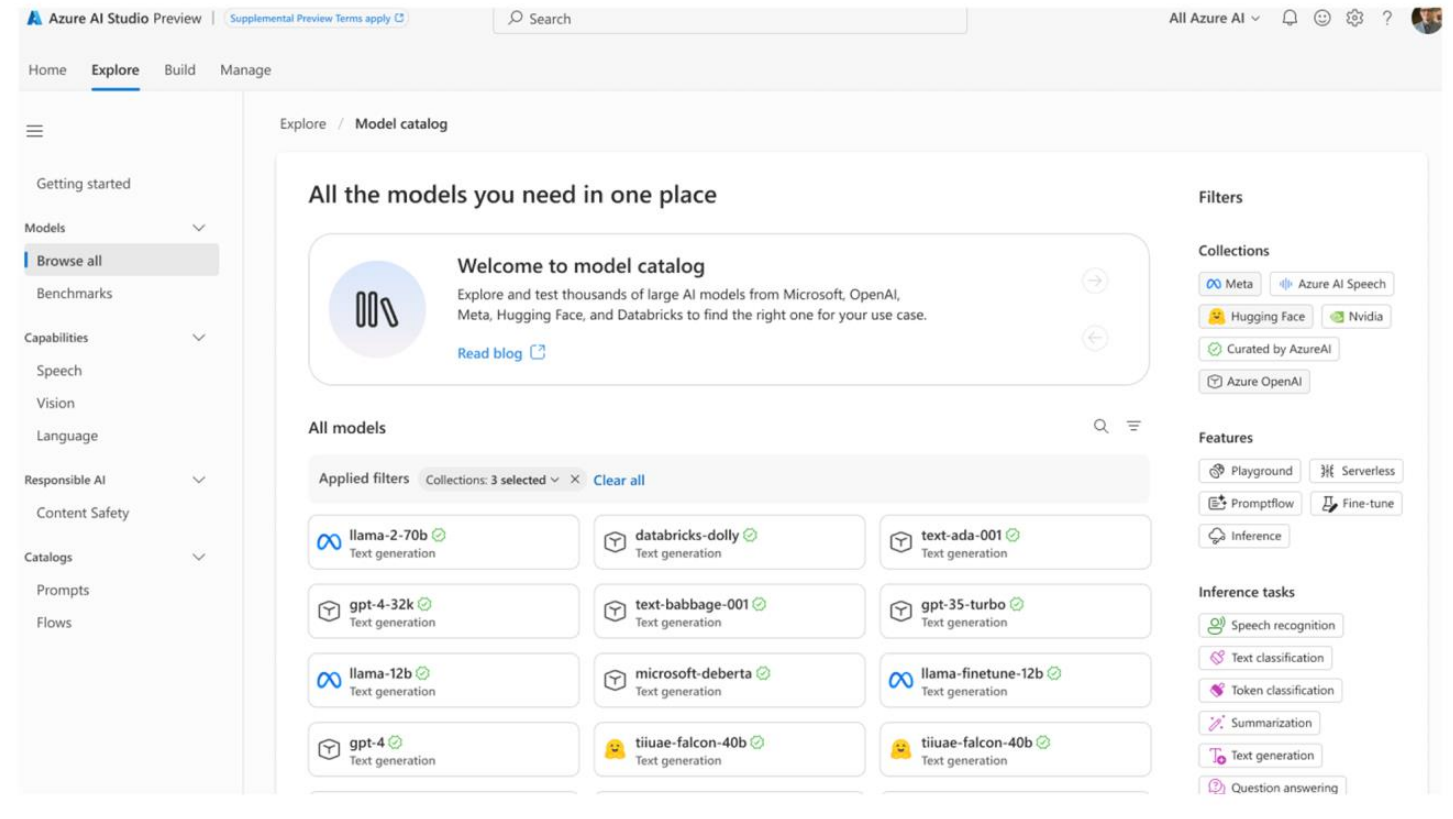 Azure AI Studio Preview | Supplemental Preview Terms apply
Search
All Azure AI
?
Home Explore Build Manage
Getting started
Models
Browse all
Benchmarks
Capabilities
Speech
Vision
Language
Responsible AI
Content Safety
Catalogs
Prompts
Flows
Explore / Model catalog
All the models you need in one place
Welcome to model catalog
Explore and test thousands of large AI models from Microsoft, OpenAI,
Meta, Hugging Face, and Databricks to find the right one for your use case.
Read blog
All models
Applied filters Collections: 3 selected × Clear all
llama-2-70b
Text generation
databricks-dolly
Text generation
text-ada-001
Text generation
gpt-4-32k
Text generation
text-babbage-001
Text generation
gpt-35-turbo
Text generation
llama-12b
Text generation
microsoft-deberta
Text generation
llama-finetune-12b
Text generation
gpt-4
Text generation
tiiuae-falcon-40b
Text generation
tiiuae-falcon-40b
Text generation
Filters
Collections
Meta Azure AI Speech
Hugging Face Nvidia
Curated by AzureAI
Azure OpenAI
Features
Playground Serverless
Promptflow Fine-tune
Inference
Inference tasks
Speech recognition
Text classification
Token classification
Summarization
Text generation
Question answering